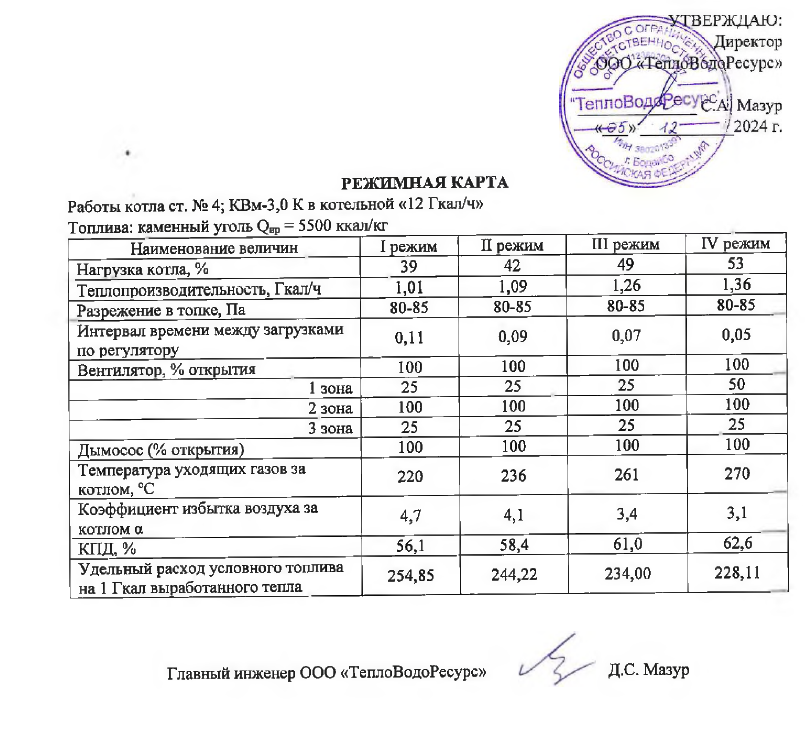 УТВЕРЖДАЮ:
Директор
ООО «ТеплоВодоРесурс»
С.А. Мазур
«05» 12 2024 г.
ОБЩЕСТВО С ОГРАНИЧЕННОЙ
ОТВЕТСТВЕННОСТЬЮ
"ТеплоВодоРесурс"
г. Бодайбо
РОССИЙСКАЯ ФЕДЕРАЦИЯ
РЕЖИМНАЯ КАРТА
Работы котла ст. № 4; КВм-3,0 К в котельной «12 Гкал/ч»
Топлива: каменный уголь Qнр = 5500 ккал/кг
Наименование величин I режим II режим III режим IV режим
Нагрузка котла, % 39 42 49 53
Теплопроизводительность, Гкал/ч 1,01 1,09 1,26 1,36
Разрежение в топке, Па 80-85 80-85 80-85 80-85
Интервал времени между загрузками
по регулятору 0,11 0,09 0,07 0,05
Вентилятор, % открытия 100 100 100 100
1 зона 25 25 25 50
2 зона 100 100 100 100
3 зона 25 25 25 25
Дымосос (% открытия) 100 100 100 100
Температура уходящих газов за
котлом, °С 220 236 261 270
Коэффициент избытка воздуха за
котлом α 4,7 4,1 3,4 3,1
КПД, % 56,1 58,4 61,0 62,6
Удельный расход условного топлива
на 1 Гкал выработанного тепла 254,85 244,22 234,00 228,11
Главный инженер ООО «ТеплоВодоРесурс» Д.С. Мазур